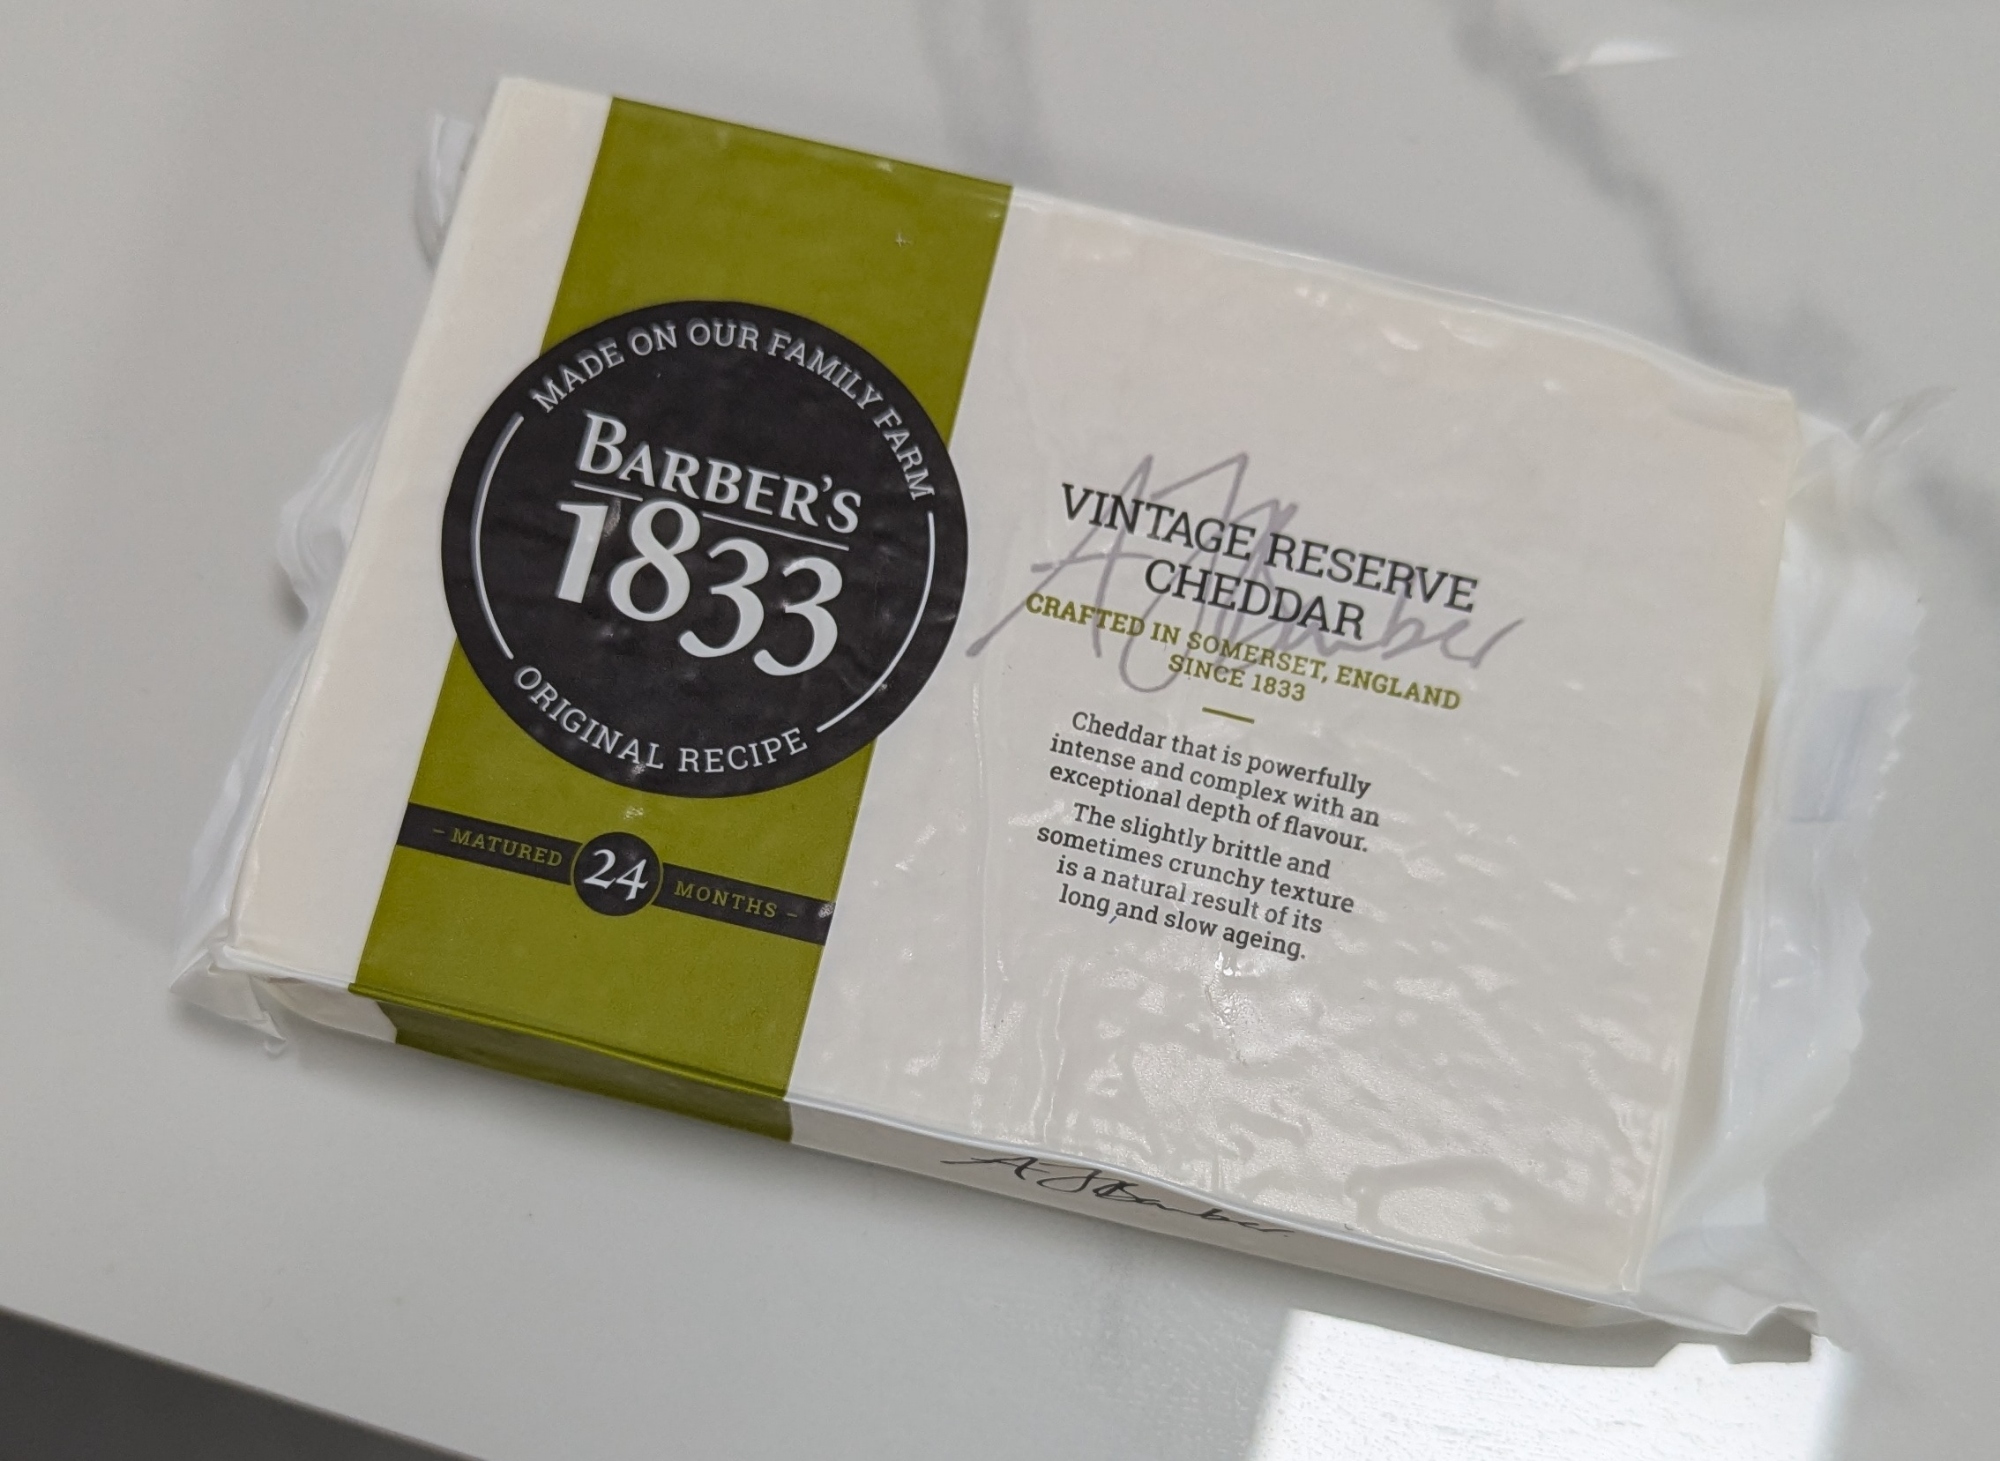 MADE ON OUR FAMILY FARM
BARBER'S
1833
ORIGINAL RECIPE
– MATURED 24 MONTHS –
A J Barber
VINTAGE RESERVE
CHEDDAR
CRAFTED IN SOMERSET, ENGLAND
SINCE 1833
Cheddar that is powerfully
intense and complex with an
exceptional depth of flavour.
The slightly brittle and
sometimes crunchy texture
is a natural result of its
long and slow ageing.
A J Barber